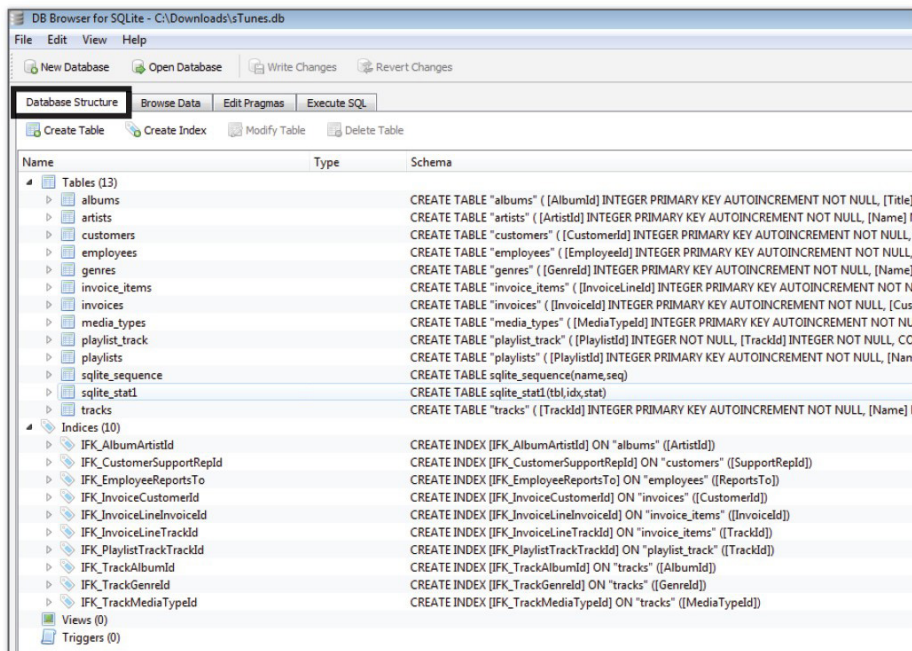 DB Browser for SQLite - C:\Downloads\sTunes.db
File Edit View Help
New Database Open Database Write Changes Revert Changes
Database Structure Browse Data Edit Pragmas Execute SQL
Create Table Create Index Modify Table Delete Table
Name Type Schema
Tables (13)
albums CREATE TABLE "albums" ( [AlbumId] INTEGER PRIMARY KEY AUTOINCREMENT NOT NULL, [Title]
artists CREATE TABLE "artists" ( [ArtistId] INTEGER PRIMARY KEY AUTOINCREMENT NOT NULL, [Name]
customers CREATE TABLE "customers" ( [CustomerId] INTEGER PRIMARY KEY AUTOINCREMENT NOT NULL,
employees CREATE TABLE "employees" ( [EmployeeId] INTEGER PRIMARY KEY AUTOINCREMENT NOT NULL,
genres CREATE TABLE "genres" ( [GenreId] INTEGER PRIMARY KEY AUTOINCREMENT NOT NULL, [Name]
invoice_items CREATE TABLE "invoice_items" ( [InvoiceLineId] INTEGER PRIMARY KEY AUTOINCREMENT NOT N
invoices CREATE TABLE "invoices" ( [InvoiceId] INTEGER PRIMARY KEY AUTOINCREMENT NOT NULL, [Cus
media_types CREATE TABLE "media_types" ( [MediaTypeId] INTEGER PRIMARY KEY AUTOINCREMENT NOT NU
playlist_track CREATE TABLE "playlist_track" ( [PlaylistId] INTEGER NOT NULL, [TrackId] INTEGER NOT NULL, CO
playlists CREATE TABLE "playlists" ( [PlaylistId] INTEGER PRIMARY KEY AUTOINCREMENT NOT NULL, [Nam
sqlite_sequence CREATE TABLE sqlite_sequence(name,seq)
sqlite_stat1 CREATE TABLE sqlite_stat1(tbl,idx,stat)
tracks CREATE TABLE "tracks" ( [TrackId] INTEGER PRIMARY KEY AUTOINCREMENT NOT NULL, [Name]
Indices (10)
IFK_AlbumArtistId CREATE INDEX [IFK_AlbumArtistId] ON "albums" ([ArtistId])
IFK_CustomerSupportRepId CREATE INDEX [IFK_CustomerSupportRepId] ON "customers" ([SupportRepId])
IFK_EmployeeReportsTo CREATE INDEX [IFK_EmployeeReportsTo] ON "employees" ([ReportsTo])
IFK_InvoiceCustomerId CREATE INDEX [IFK_InvoiceCustomerId] ON "invoices" ([CustomerId])
IFK_InvoiceLineInvoiceId CREATE INDEX [IFK_InvoiceLineInvoiceId] ON "invoice_items" ([InvoiceId])
IFK_InvoiceLineTrackId CREATE INDEX [IFK_InvoiceLineTrackId] ON "invoice_items" ([TrackId])
IFK_PlaylistTrackTrackId CREATE INDEX [IFK_PlaylistTrackTrackId] ON "playlist_track" ([TrackId])
IFK_TrackAlbumId CREATE INDEX [IFK_TrackAlbumId] ON "tracks" ([AlbumId])
IFK_TrackGenreId CREATE INDEX [IFK_TrackGenreId] ON "tracks" ([GenreId])
IFK_TrackMediaTypeId CREATE INDEX [IFK_TrackMediaTypeId] ON "tracks" ([MediaTypeId])
Views (0)
Triggers (0)